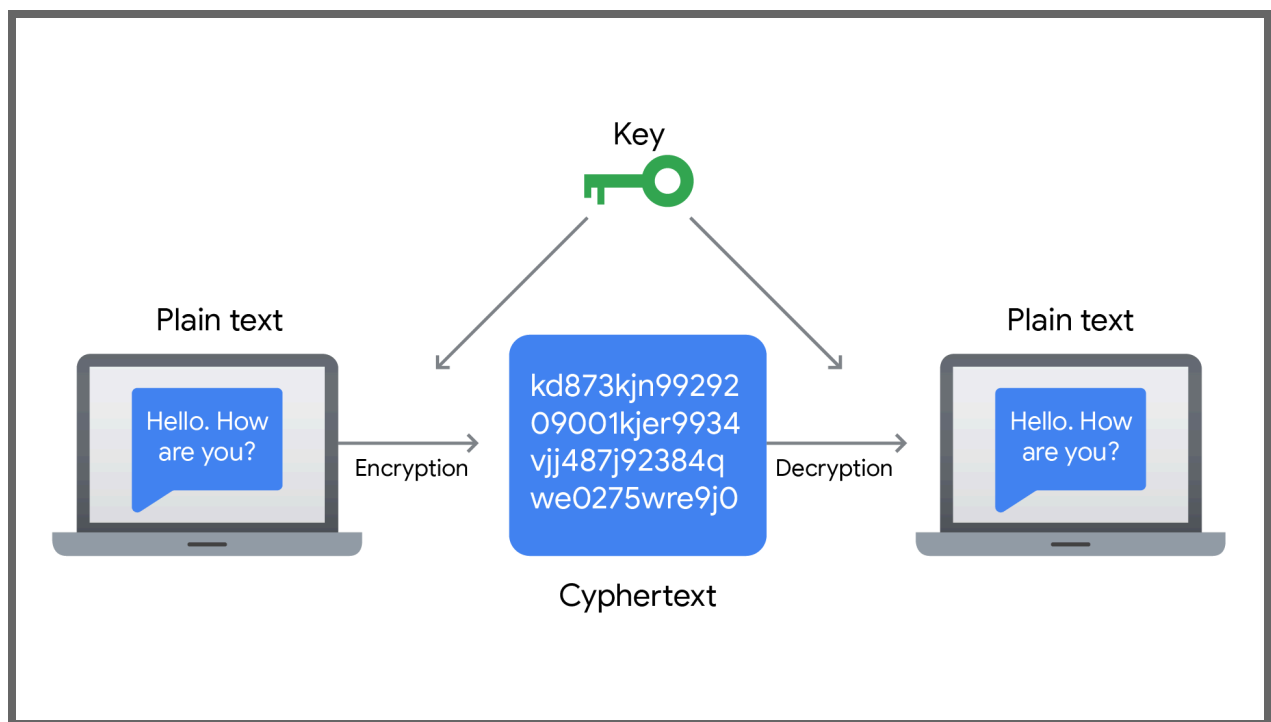 Key
Plain text
Hello. How
are you?
Encryption
kd873kjn99292
09001kjer9934
vjj487j92384q
we0275wre9j0
Cyphertext
Decryption
Plain text
Hello. How
are you?